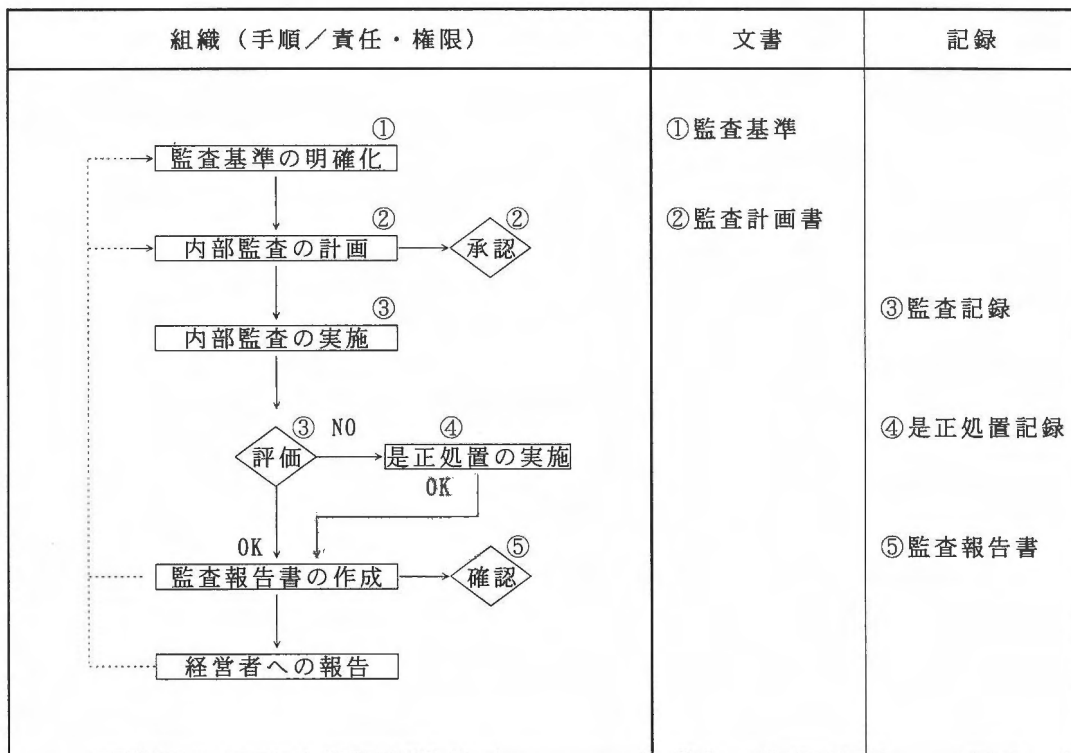 組織（手順／責任・権限）
文書
記録
①
①監査基準
監査基準の明確化
②
②
②監査計画書
内部監査の計画
承認
③
③監査記録
内部監査の実施
③ NO
④
④是正処置記録
評価
是正処置の実施
OK
OK
⑤
⑤監査報告書
監査報告書の作成
確認
経営者への報告